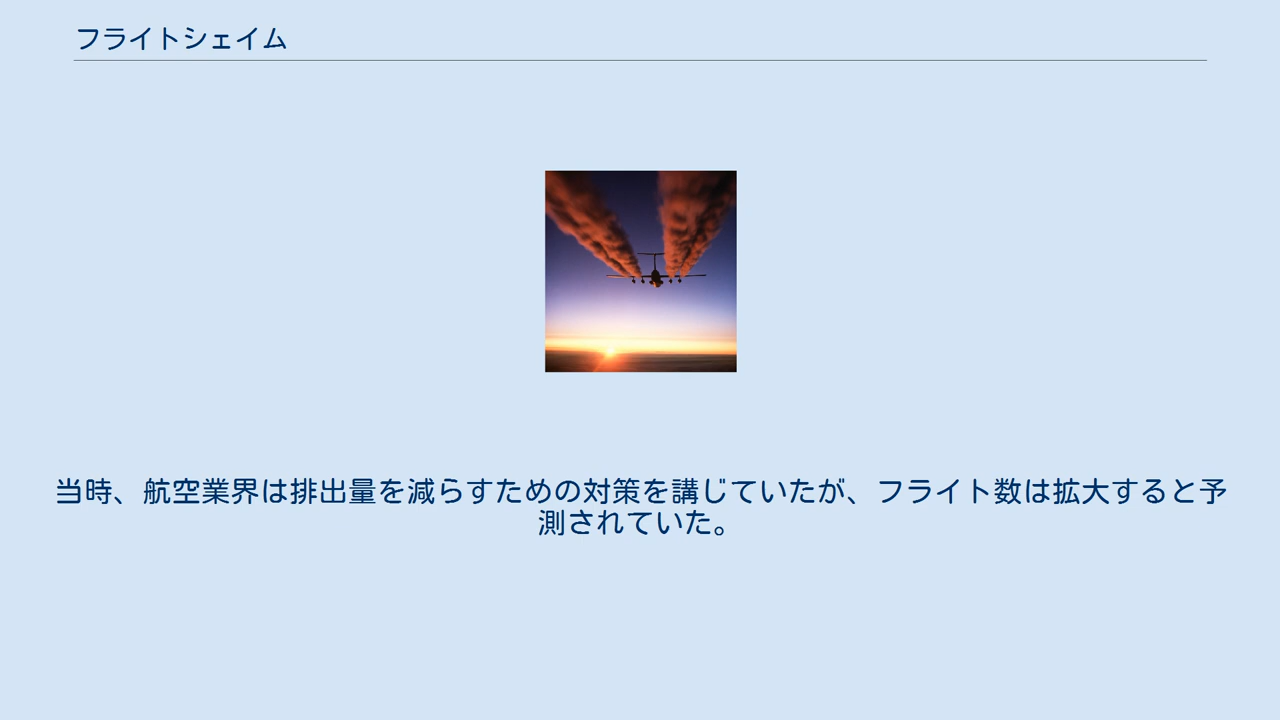 フライトシェイム
当時、航空業界は排出量を減らすための対策を講じていたが、フライト数は拡大すると予
測されていた。